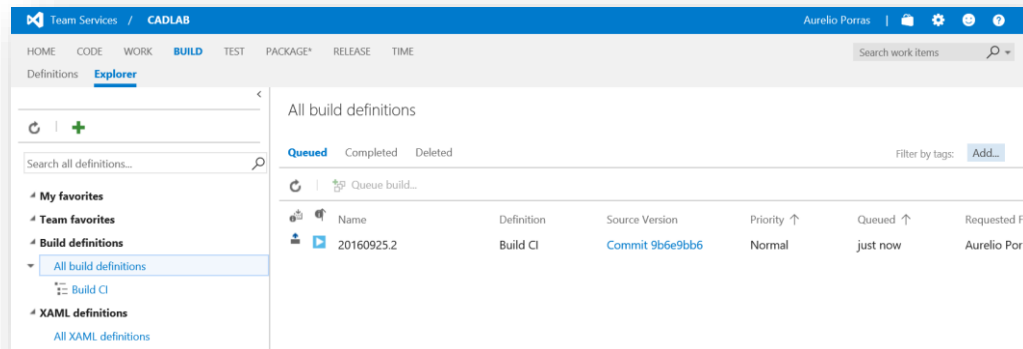 Team Services / CADLAB Aurelio Porras
HOME CODE WORK BUILD TEST PACKAGE* RELEASE TIME Search work items
Definitions Explorer
All build definitions
Queued Completed Deleted Filter by tags: Add...
Search all definitions...
Queue build...
My favorites
Team favorites
Name Definition Source Version Priority Queued Requested F
Build definitions
20160925.2 Build CI Commit 9b6e9bb6 Normal just now Aurelio Por
All build definitions
Build CI
XAML definitions
All XAML definitions